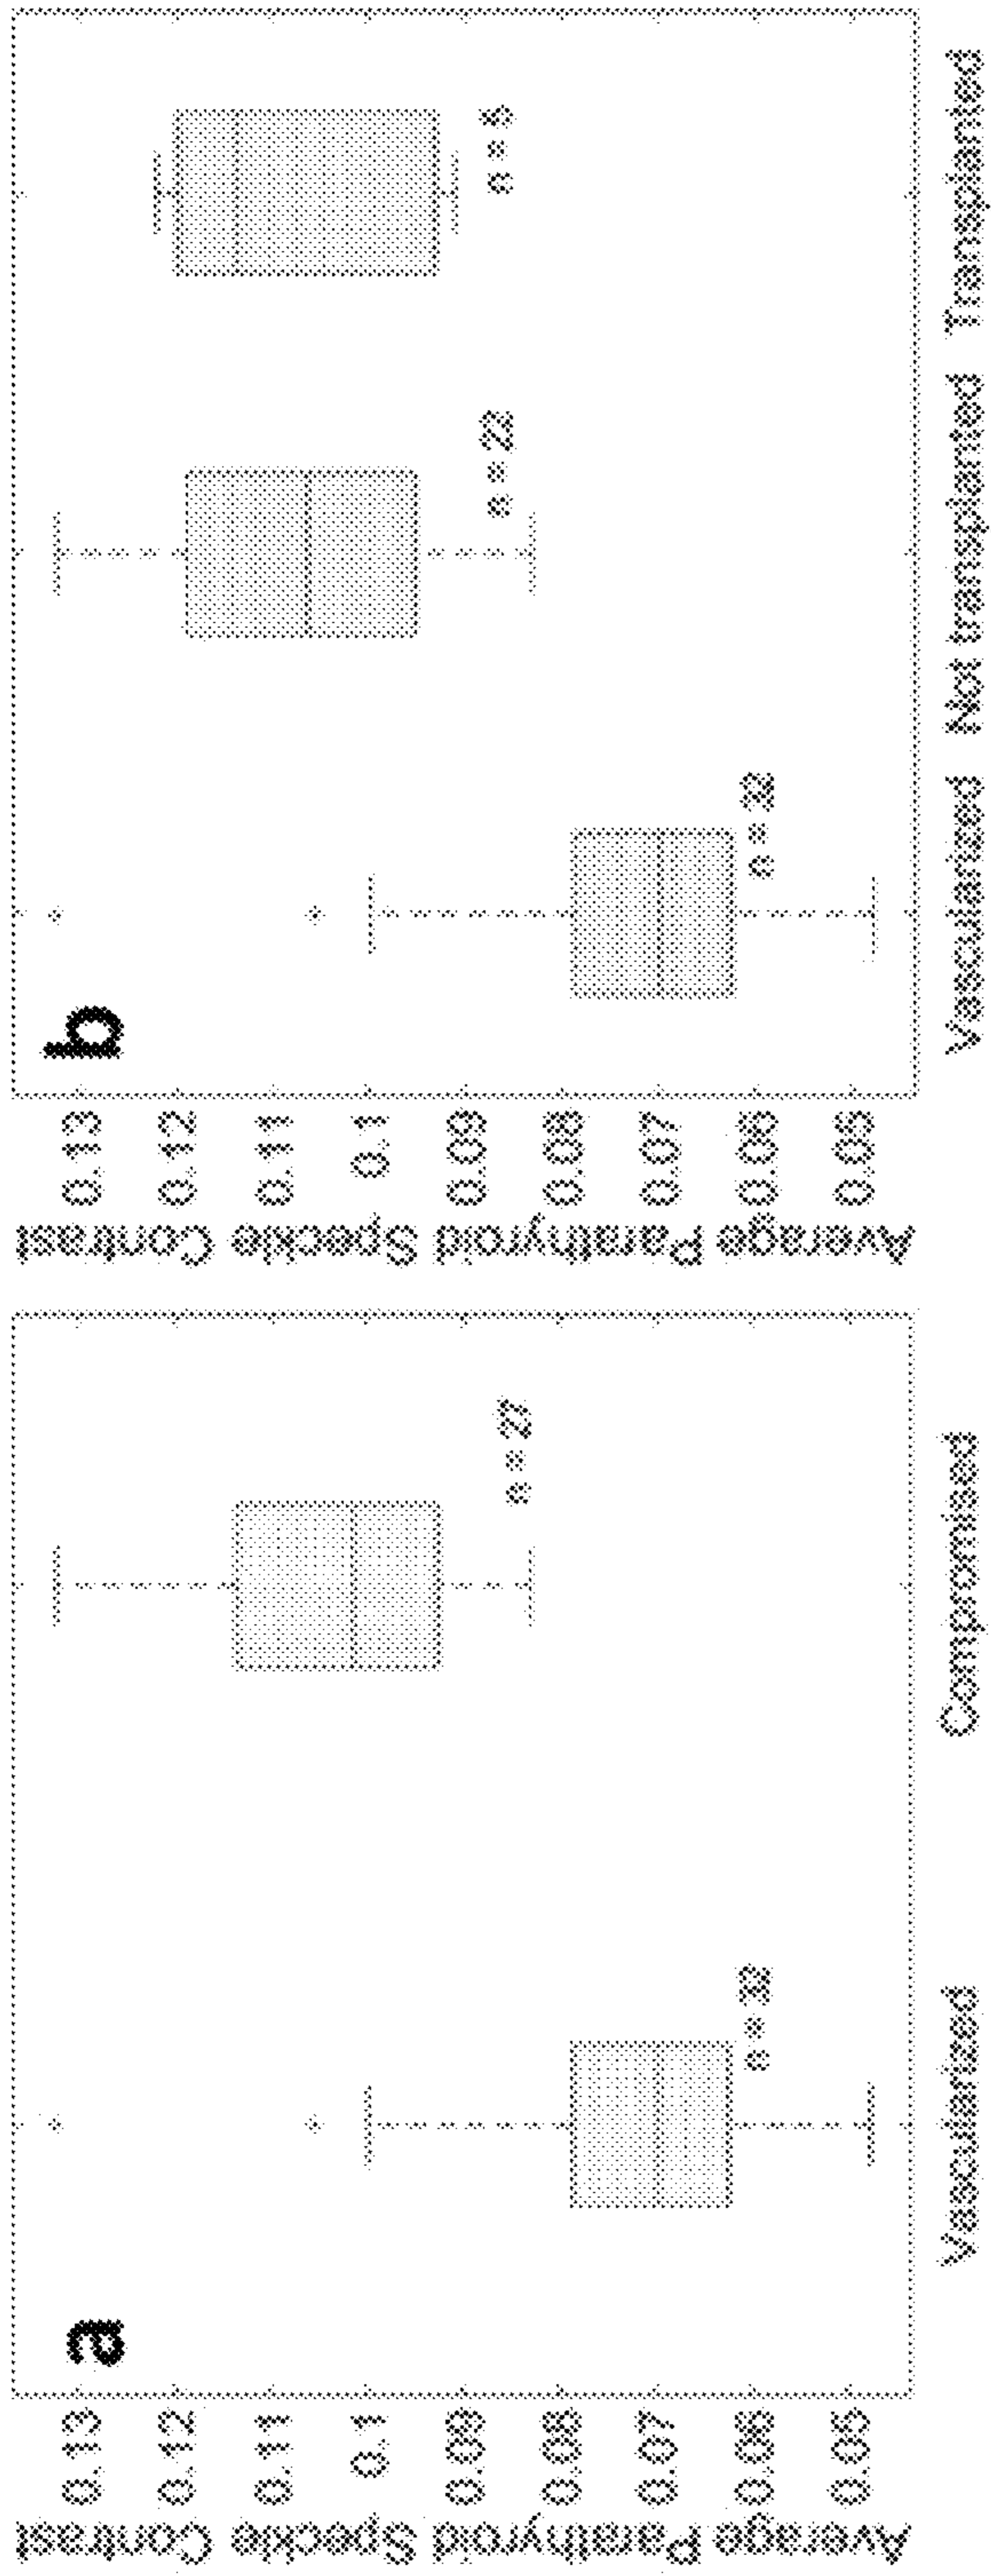 a
Average Parathyroid Speckle Contrast
0.13
0.12
0.11
0.1
0.09
0.08
0.07
0.06
0.05
n = 32
n = 27
Vascularized
Compromised
b
Average Parathyroid Speckle Contrast
0.13
0.12
0.11
0.1
0.09
0.08
0.07
0.06
0.05
n = 32
n = 22
n = 5
Vascularized
Not transplanted
Transplanted